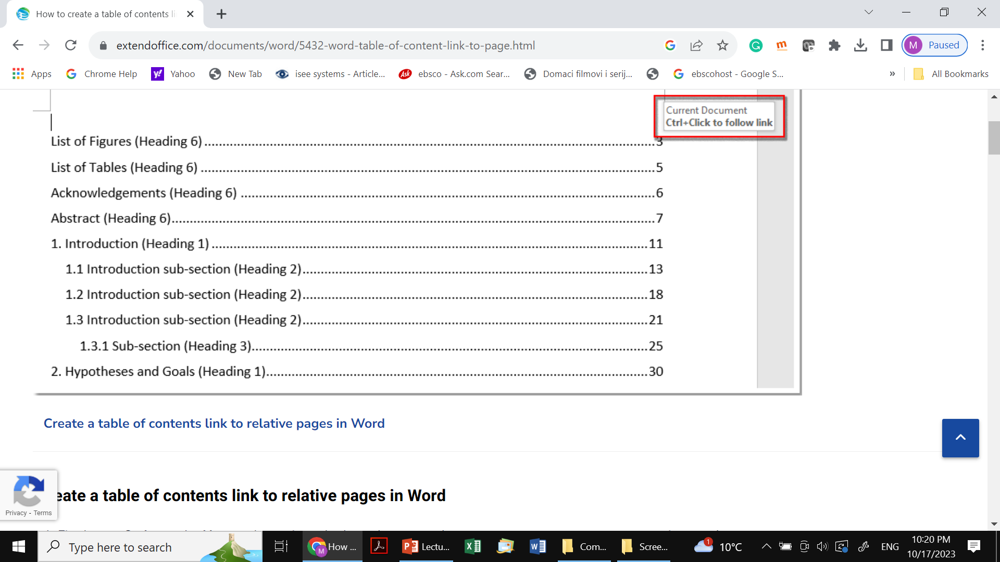 How to create a table of contents li
extendoffice.com/documents/word/5432-word-table-of-content-link-to-page.html
M Paused
Apps Chrome Help Yahoo New Tab isee systems - Article... Ask ebsco - Ask.com Sear... Domaci filmovi i serij... ebscohost - Google S... » All Bookmarks
Current Document
Ctrl+Click to follow link
List of Figures (Heading 6) ........ 3
List of Tables (Heading 6) ........ 5
Acknowledgements (Heading 6) ........ 6
Abstract (Heading 6) ........ 7
1. Introduction (Heading 1) ........ 11
1.1 Introduction sub-section (Heading 2) ........ 13
1.2 Introduction sub-section (Heading 2) ........ 18
1.3 Introduction sub-section (Heading 2) ........ 21
1.3.1 Sub-section (Heading 3) ........ 25
2. Hypotheses and Goals (Heading 1) ........ 30
Create a table of contents link to relative pages in Word
eate a table of contents link to relative pages in Word
Privacy - Terms
Type here to search
How ...
Lectu...
Com...
Scree...
1
10°C
ENG
10:20 PM
10/17/2023